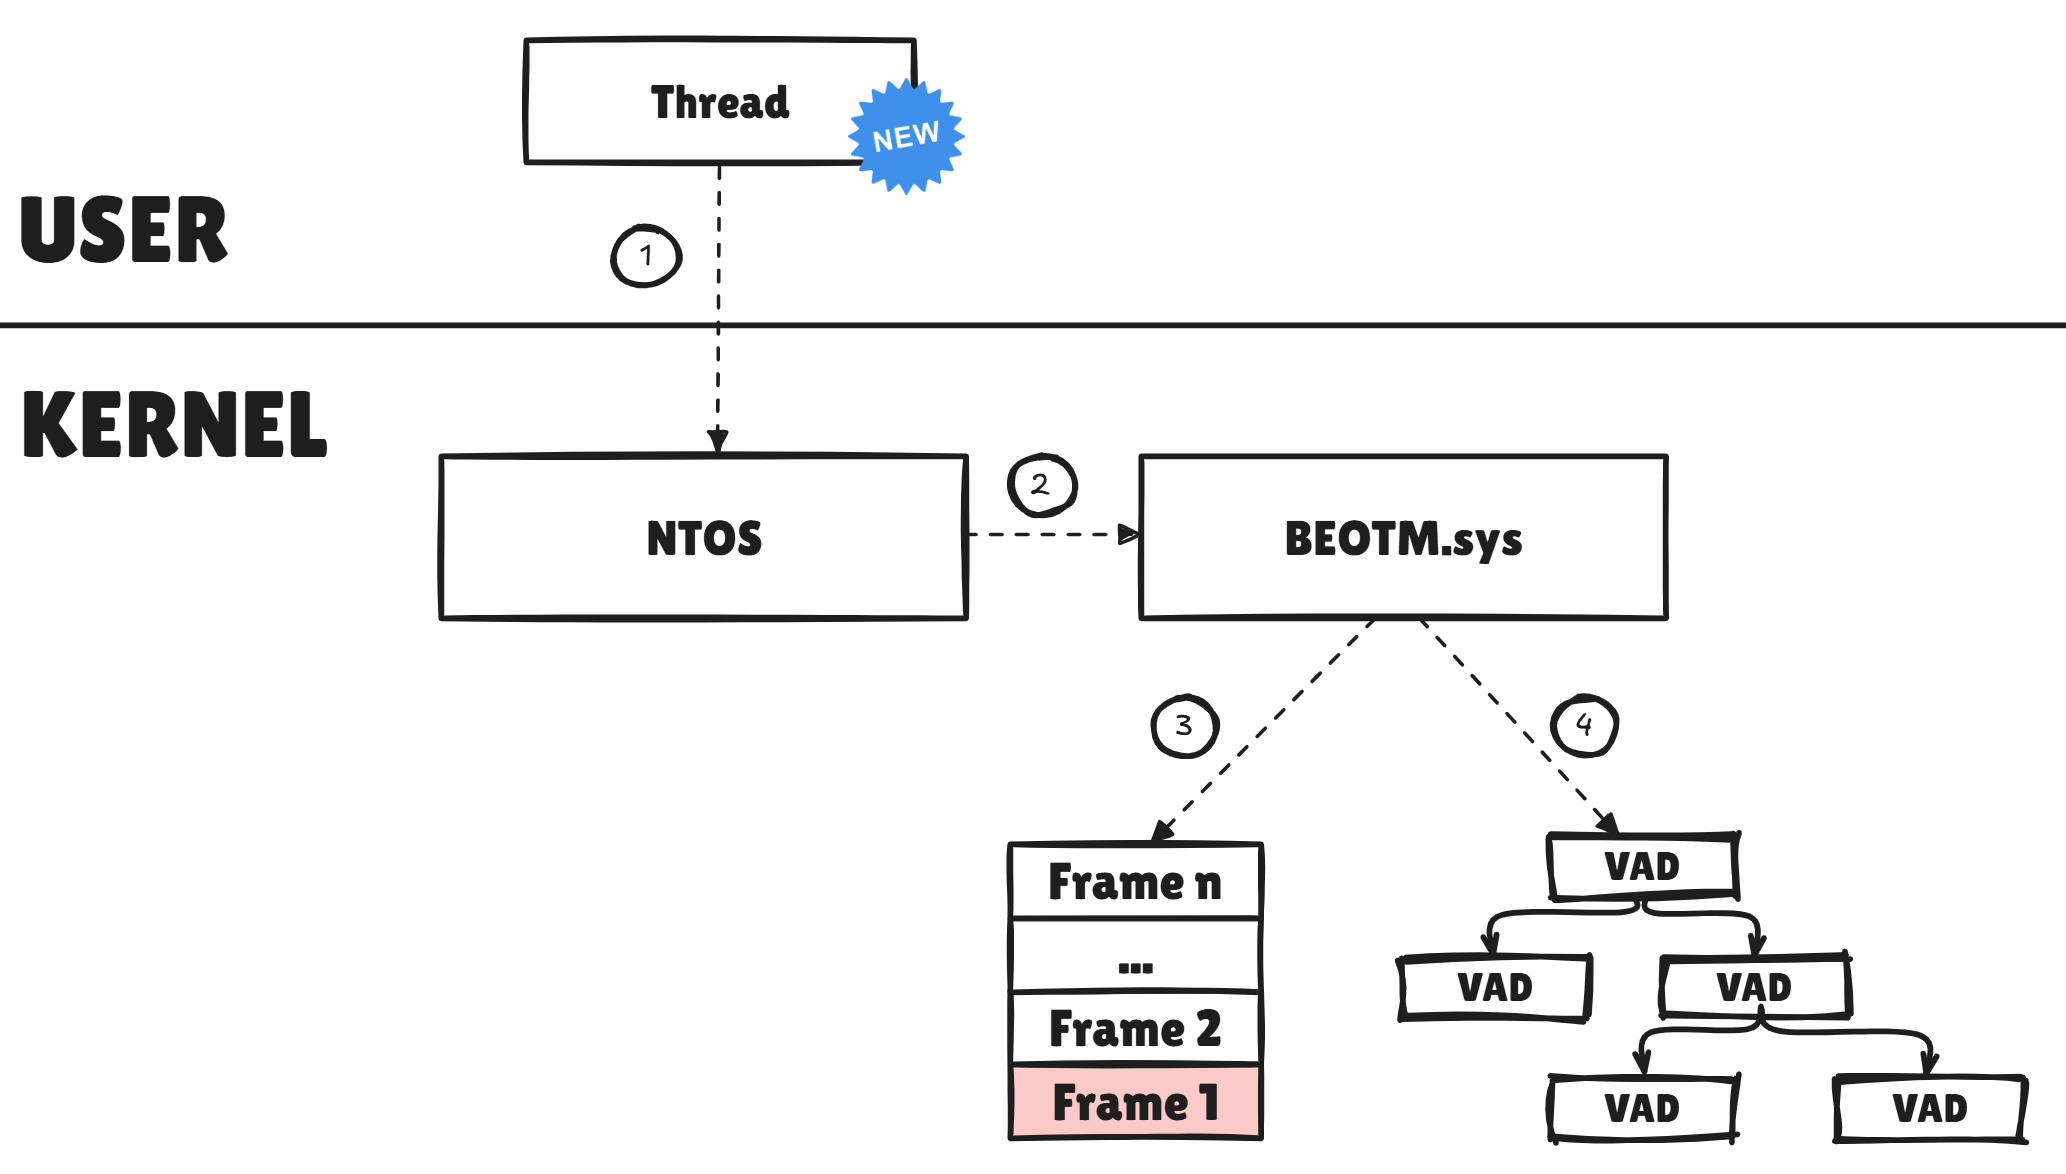 Thread
NEW
USER
1
KERNEL
NTOS
2
BEOTM.sys
3
4
Frame n
...
Frame 2
Frame 1
VAD
VAD
VAD
VAD
VAD